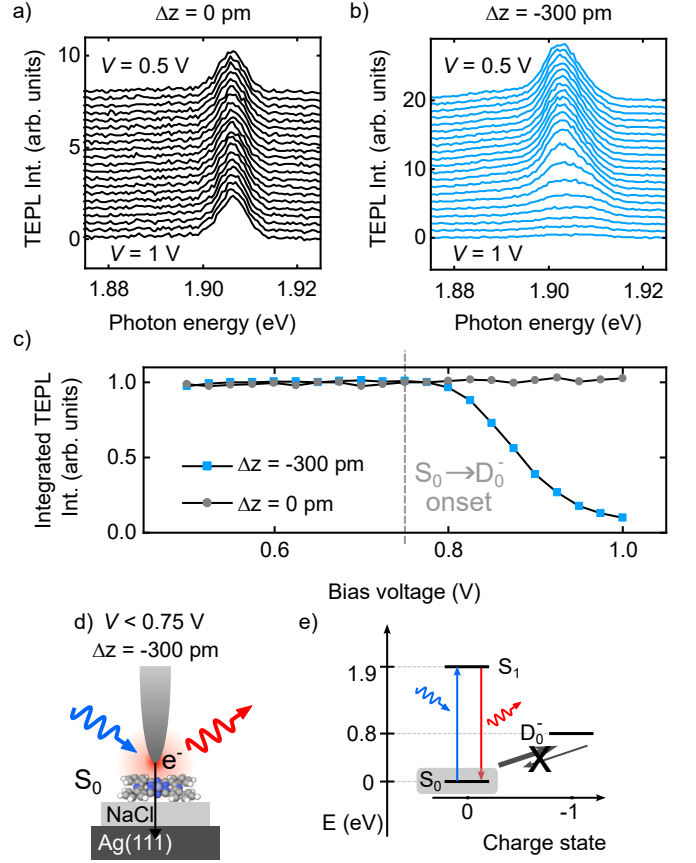 a) Δz = 0 pm
V = 0.5 V
V = 1 V
TEPL Int. (arb. units)
10
5
0
1.88 1.90 1.92
Photon energy (eV)
b) Δz = -300 pm
V = 0.5 V
V = 1 V
TEPL Int. (arb. units)
20
10
0
1.88 1.90 1.92
Photon energy (eV)
c)
Integrated TEPL
Int. (arb. units)
1.0
0.5
0.0
Δz = -300 pm
Δz = 0 pm
S₀→D₀⁻
onset
0.6 0.8 1.0
Bias voltage (V)
d) V < 0.75 V
Δz = -300 pm
e⁻
S₀
NaCl
Ag(111)
e)
1.9
0.8
0
E (eV)
S₁
D₀⁻
X
S₀
0 -1
Charge state